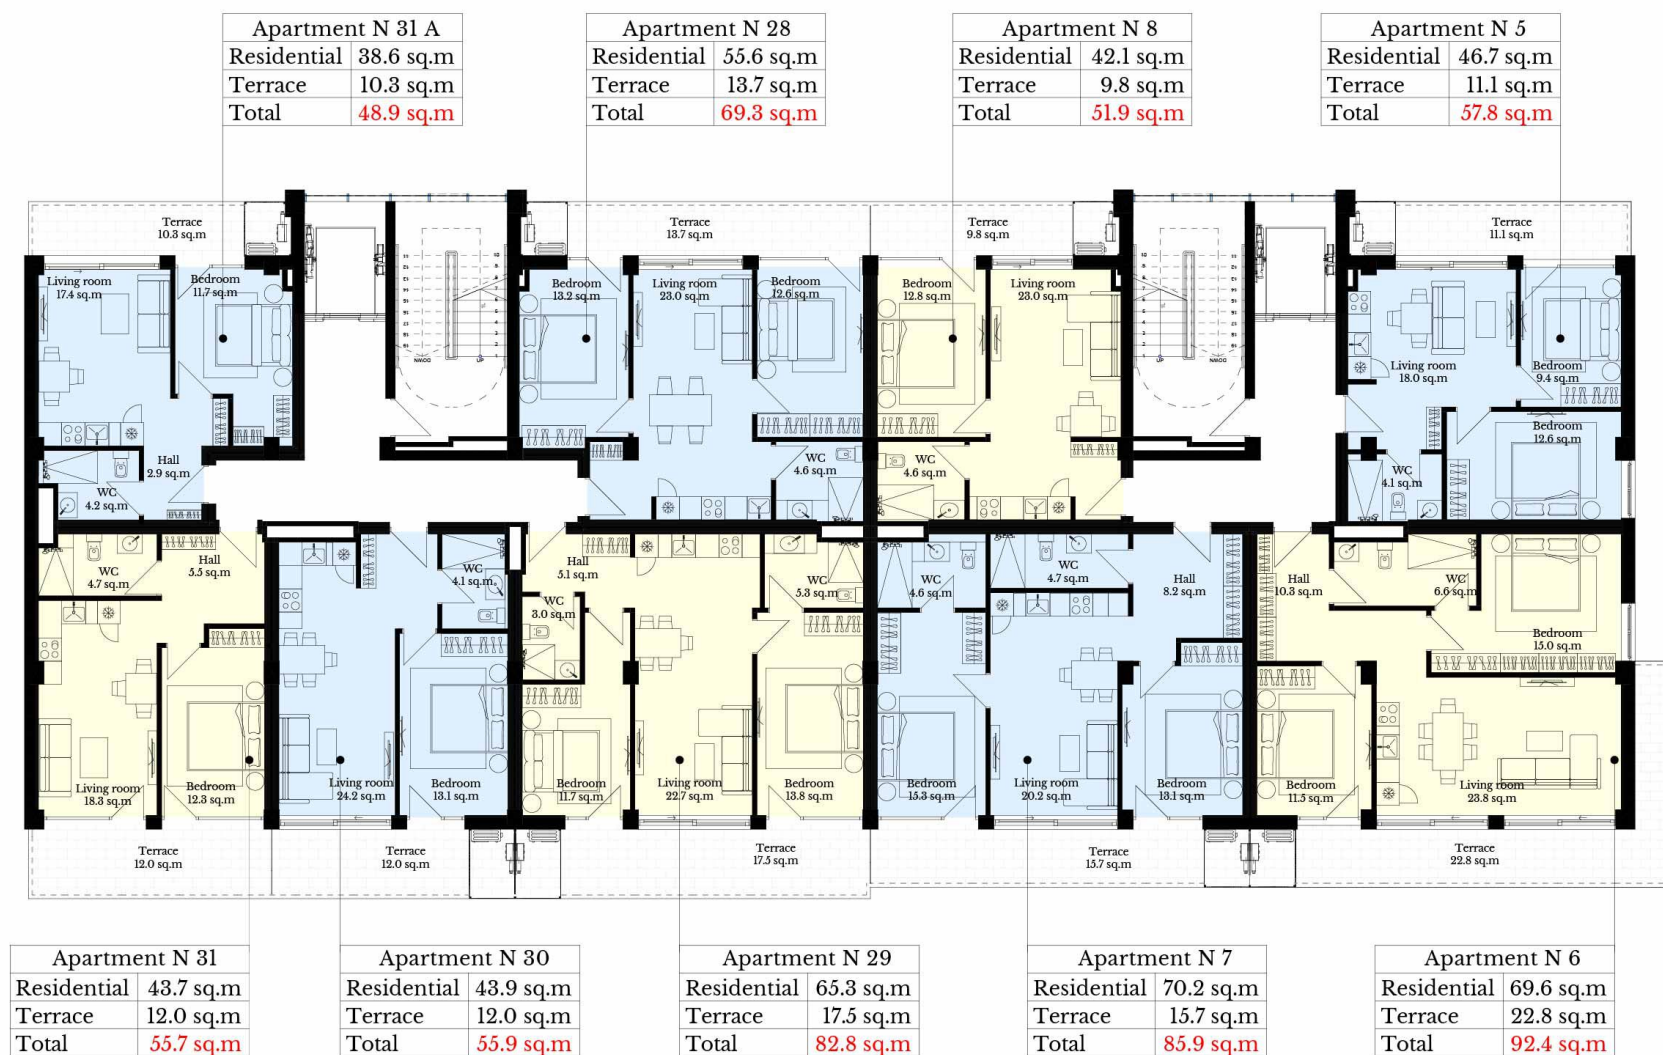 Apartment N 31 A
Residential 38.6 sq.m
Terrace 10.3 sq.m
Total 48.9 sq.m
Apartment N 28
Residential 55.6 sq.m
Terrace 13.7 sq.m
Total 69.3 sq.m
Apartment N 8
Residential 42.1 sq.m
Terrace 9.8 sq.m
Total 51.9 sq.m
Apartment N 5
Residential 46.7 sq.m
Terrace 11.1 sq.m
Total 57.8 sq.m
Terrace
10.3 sq.m
Terrace
13.7 sq.m
Terrace
9.8 sq.m
Terrace
11.1 sq.m
Living room
17.4 sq.m
Bedroom
11.7 sq.m
Hall
2.9 sq.m
WC
4.2 sq.m
UP
DOWN
Bedroom
13.2 sq.m
Living room
23.0 sq.m
Bedroom
12.6 sq.m
WC
4.6 sq.m
Bedroom
12.8 sq.m
Living room
23.0 sq.m
WC
4.6 sq.m
UP
DOWN
Living room
18.0 sq.m
Bedroom
9.4 sq.m
Bedroom
12.6 sq.m
WC
4.1 sq.m
WC
4.7 sq.m
Hall
5.5 sq.m
Living room
18.3 sq.m
Bedroom
12.3 sq.m
WC
4.1 sq.m
Living room
24.2 sq.m
Bedroom
13.1 sq.m
Hall
5.1 sq.m
WC
3.0 sq.m
WC
5.3 sq.m
Bedroom
11.7 sq.m
Living room
22.7 sq.m
Bedroom
13.8 sq.m
WC
4.6 sq.m
WC
4.7 sq.m
Hall
8.2 sq.m
Bedroom
15.3 sq.m
Living room
20.2 sq.m
Bedroom
13.1 sq.m
Hall
10.3 sq.m
WC
6.6 sq.m
Bedroom
15.0 sq.m
Bedroom
11.5 sq.m
Living room
23.8 sq.m
Terrace
12.0 sq.m
Terrace
12.0 sq.m
Terrace
17.5 sq.m
Terrace
15.7 sq.m
Terrace
22.8 sq.m
Apartment N 31
Residential 43.7 sq.m
Terrace 12.0 sq.m
Total 55.7 sq.m
Apartment N 30
Residential 43.9 sq.m
Terrace 12.0 sq.m
Total 55.9 sq.m
Apartment N 29
Residential 65.3 sq.m
Terrace 17.5 sq.m
Total 82.8 sq.m
Apartment N 7
Residential 70.2 sq.m
Terrace 15.7 sq.m
Total 85.9 sq.m
Apartment N 6
Residential 69.6 sq.m
Terrace 22.8 sq.m
Total 92.4 sq.m